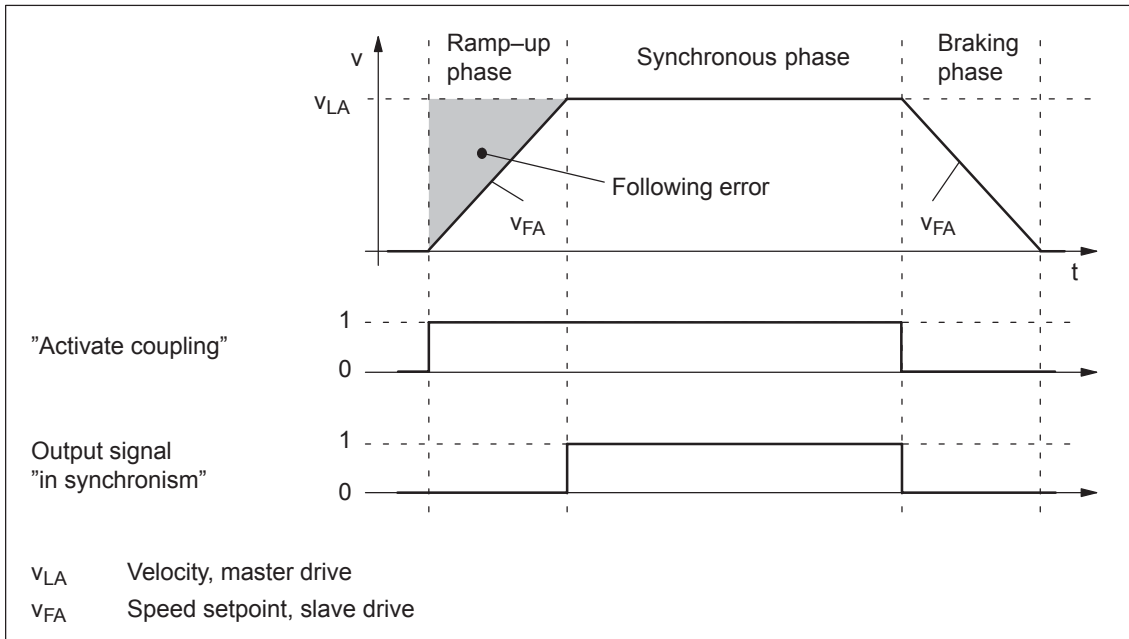 Ramp–up
phase
Synchronous phase
Braking
phase
v
vLA
Following error
vFA
vFA
t
"Activate coupling"
1
0
Output signal
"in synchronism"
1
0
vLA Velocity, master drive
vFA Speed setpoint, slave drive